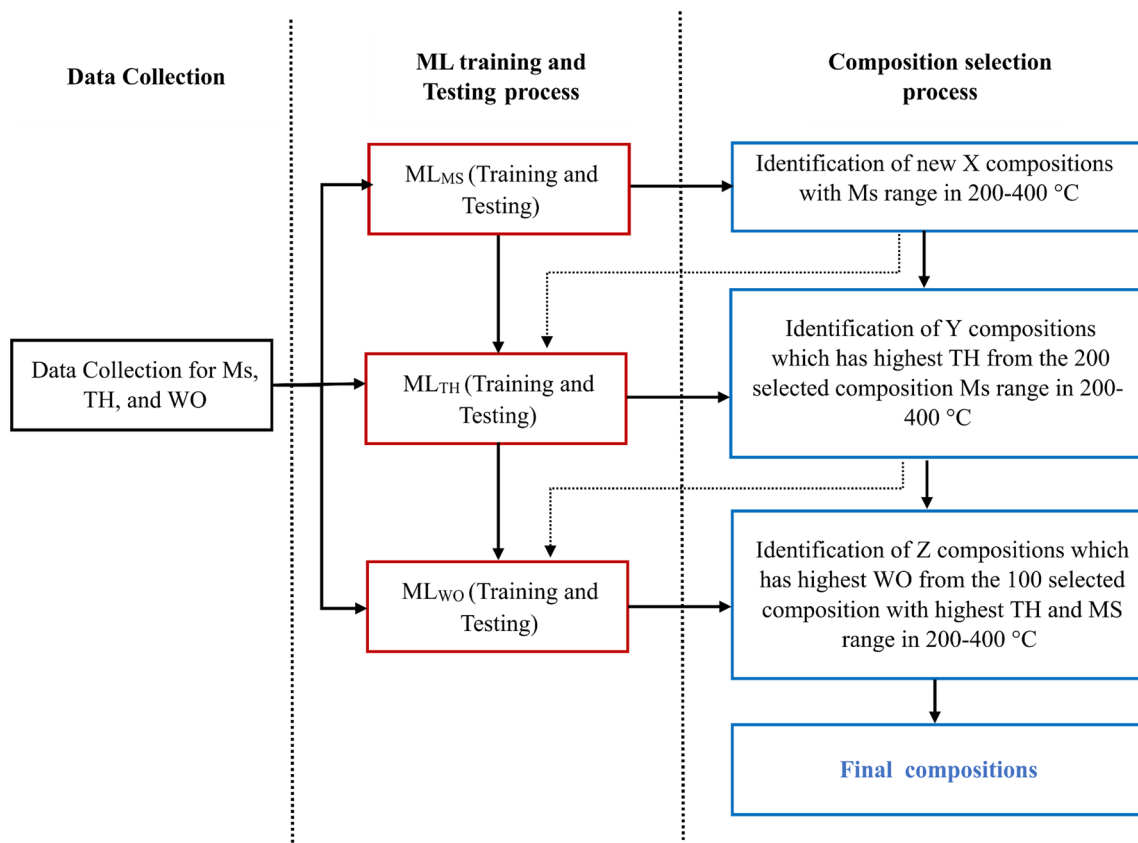 Data Collection
ML training and
Testing process
Composition selection
process
Data Collection for Ms,
TH, and WO
MLMS (Training and
Testing)
MLTH (Training and
Testing)
MLWO (Training and
Testing)
Identification of new X compositions
with Ms range in 200-400 °C
Identification of Y compositions
which has highest TH from the 200
selected composition Ms range in 200-
400 °C
Identification of Z compositions which
has highest WO from the 100 selected
composition with highest TH and MS
range in 200-400 °C
Final compositions